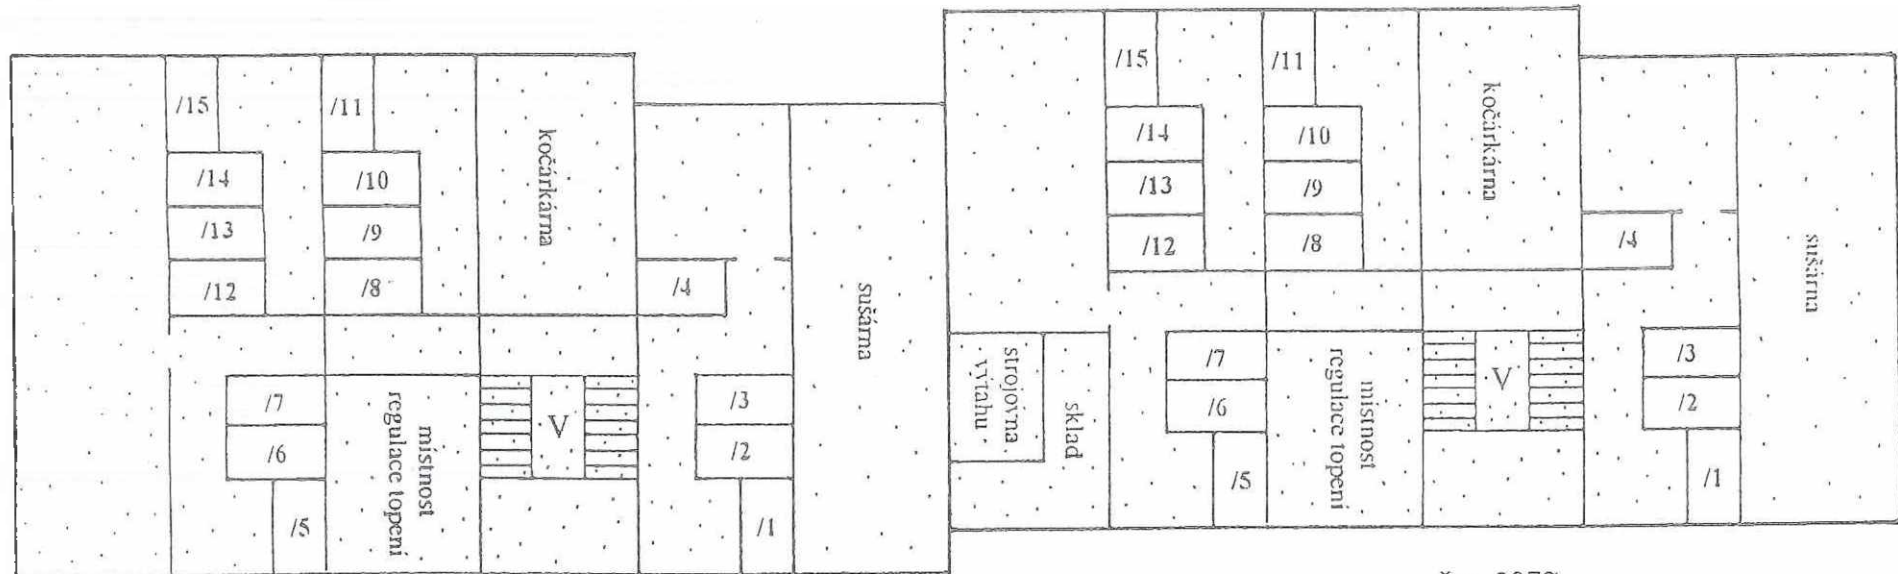 /15
/11
/14
/10
/13
/9
/12
/8
kočárkárna
/4
sušárna
/7
/6
/5
místnost
regulace topení
V
/3
/2
/1
/15
/11
/14
/10
/13
/9
/12
/8
kočárkárna
/4
sušárna
strojovna
výtahu
sklad
/7
/6
/5
místnost
regulace topení
V
/3
/2
/1